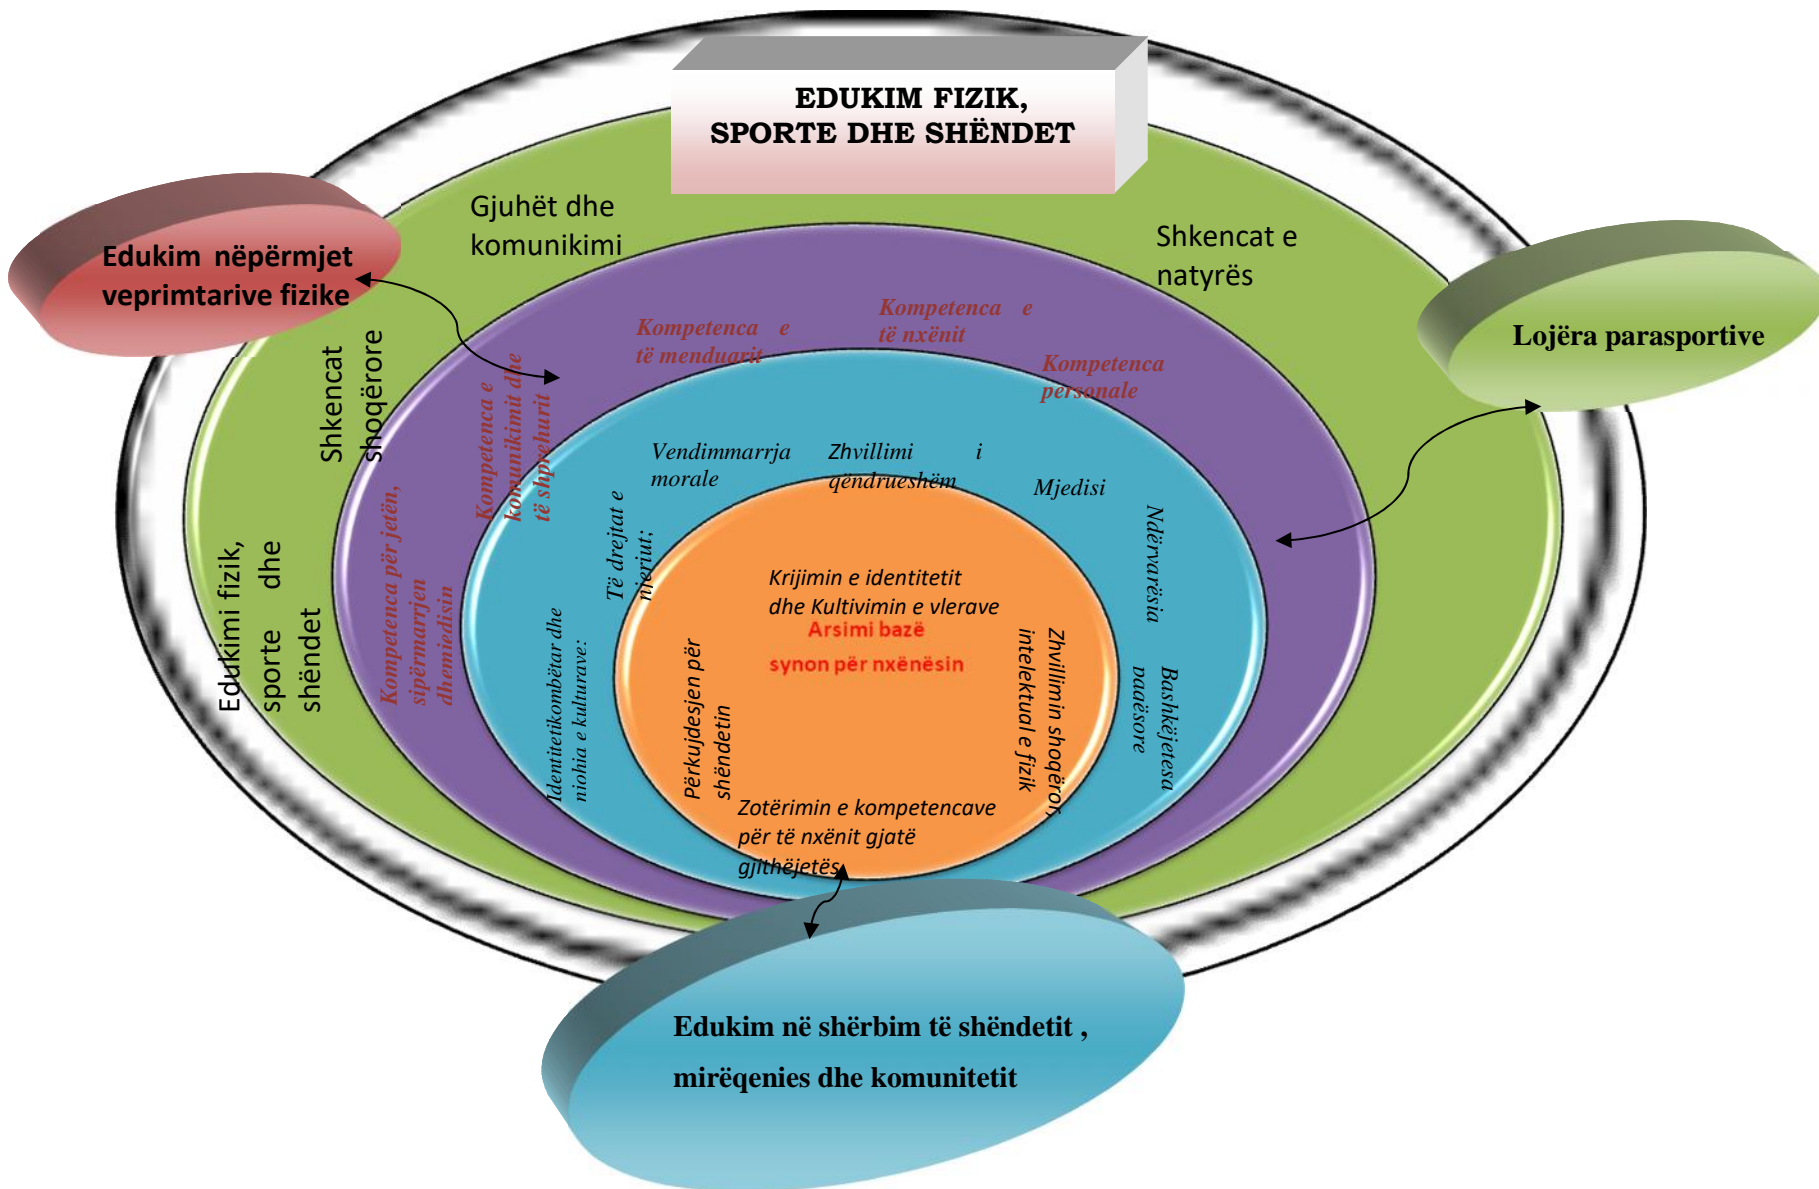 EDUKIM FIZIK,
SPORTE DHE SHËNDET
Gjuhët dhe
komunikimi
Shkencat e
natyrës
Edukim nëpërmjet
veprimtarive fizike
Lojëra parasportive
Shkencat
shoqërore
Edukimi fizik,
sporte dhe
shëndet
Kompetenca e
të menduarit
Kompetenca e
të nxënit
Kompetenca
personale
Kompetenca e
komunikimit dhe
të shprehurit
Kompetenca për jetën,
sipërmarrjen
dhemjedisin
Vendimmarrja
morale
Zhvillimi i
qëndrueshëm
Mjedisi
Ndërvarësia
Bashkëjetesa
paqësore
Të drejtat e
njeriut;
Identitetikombëtar dhe
njohja e kulturave:
Krijimin e identitetit
dhe Kultivimin e vlerave
Arsimi bazë
synon për nxënësin
Përkujdesjen për
shëndetin
Zhvillimin shoqëror,
intelektual e fizik
Zotërimin e kompetencave
për të nxënit gjatë
gjithëjetës
Edukim në shërbim të shëndetit ,
mirëqenies dhe komunitetit